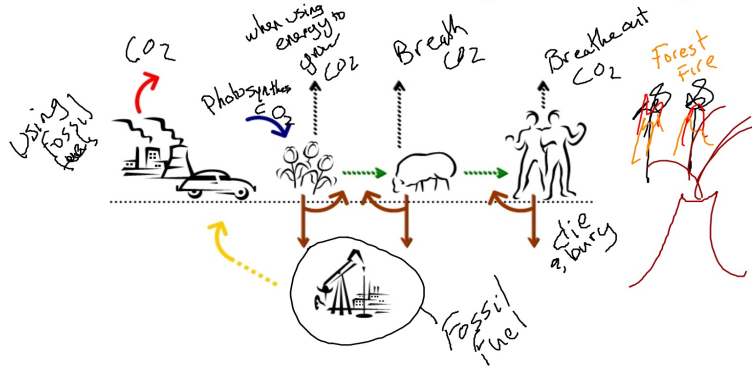 CO2
Using
Fossil
fuels
Photosynthes
CO2
when using
energy to
grow
CO2
Breath
CO2
Breathe out
CO2
Forest
Fire
die
& bury
Fossil
Fuel